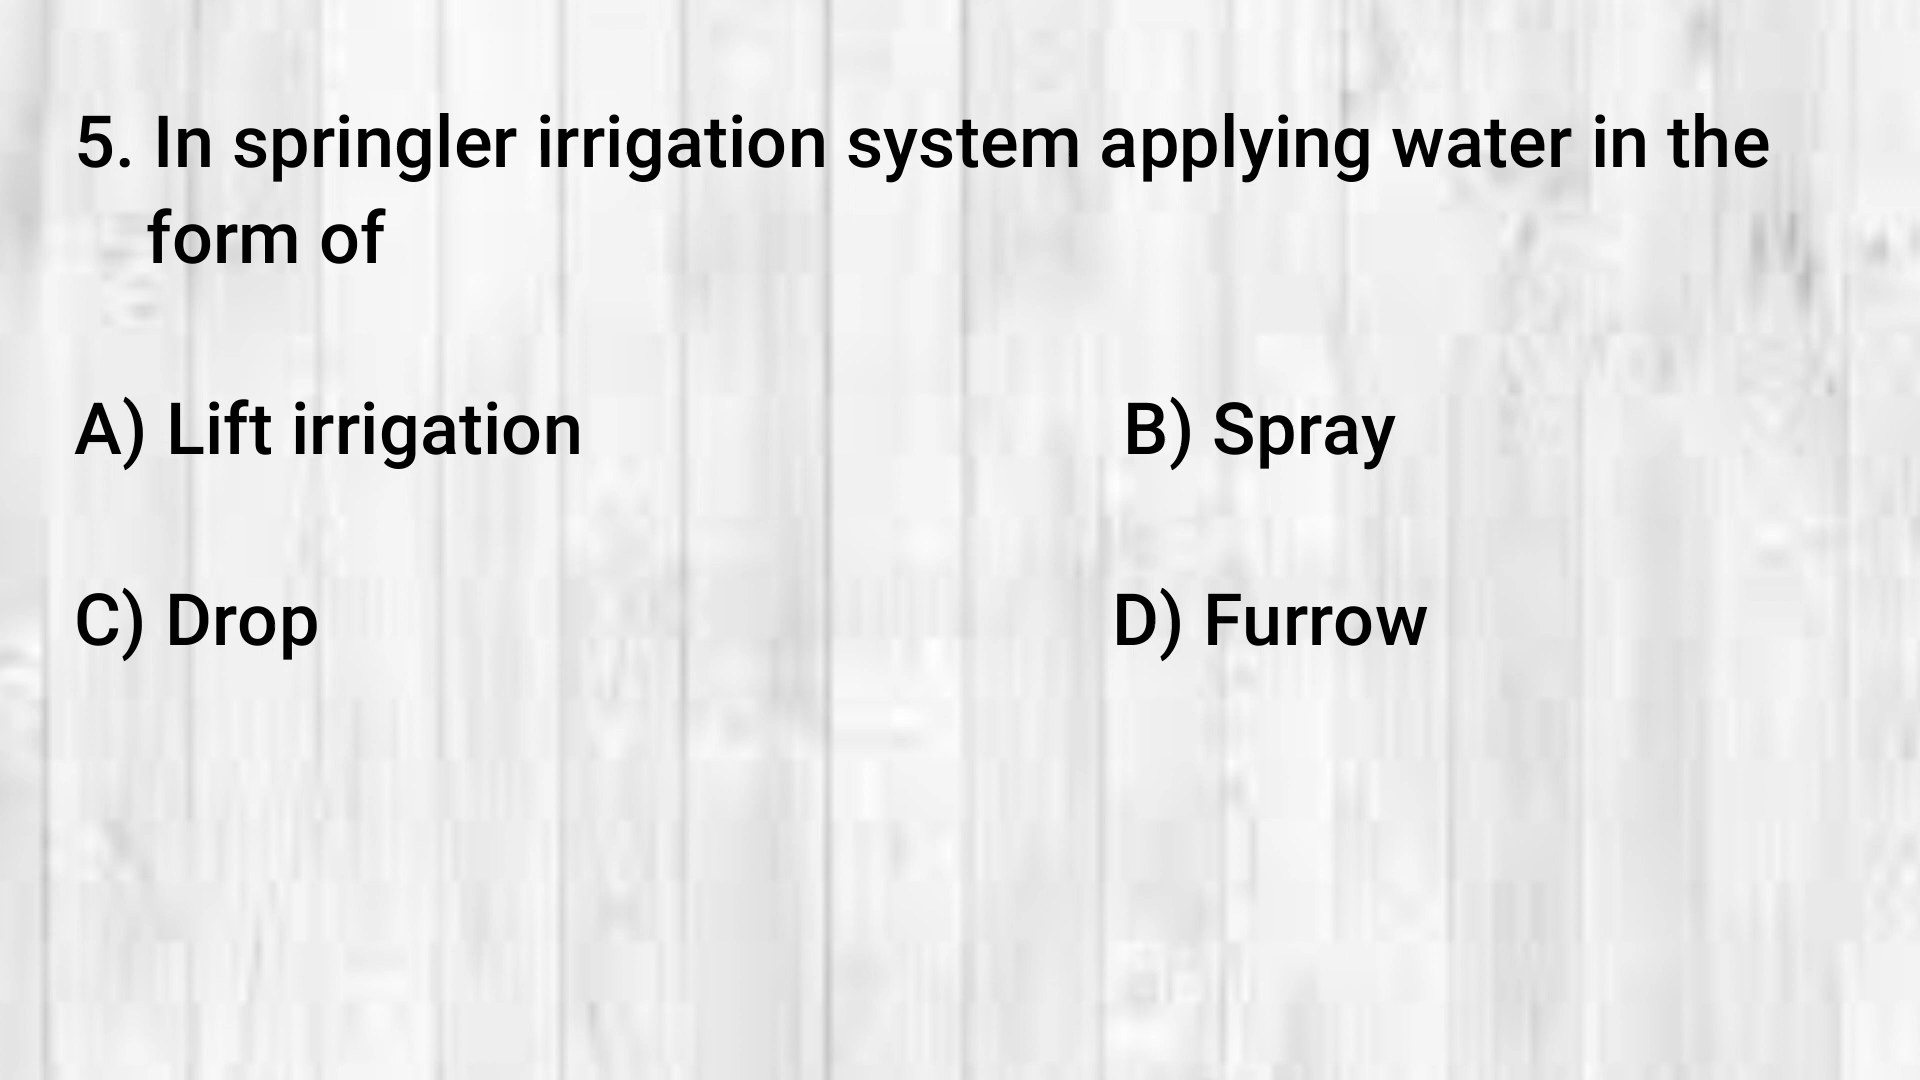 5. In springler irrigation system applying water in the
form of
A) Lift irrigation B) Spray
C) Drop D) Furrow